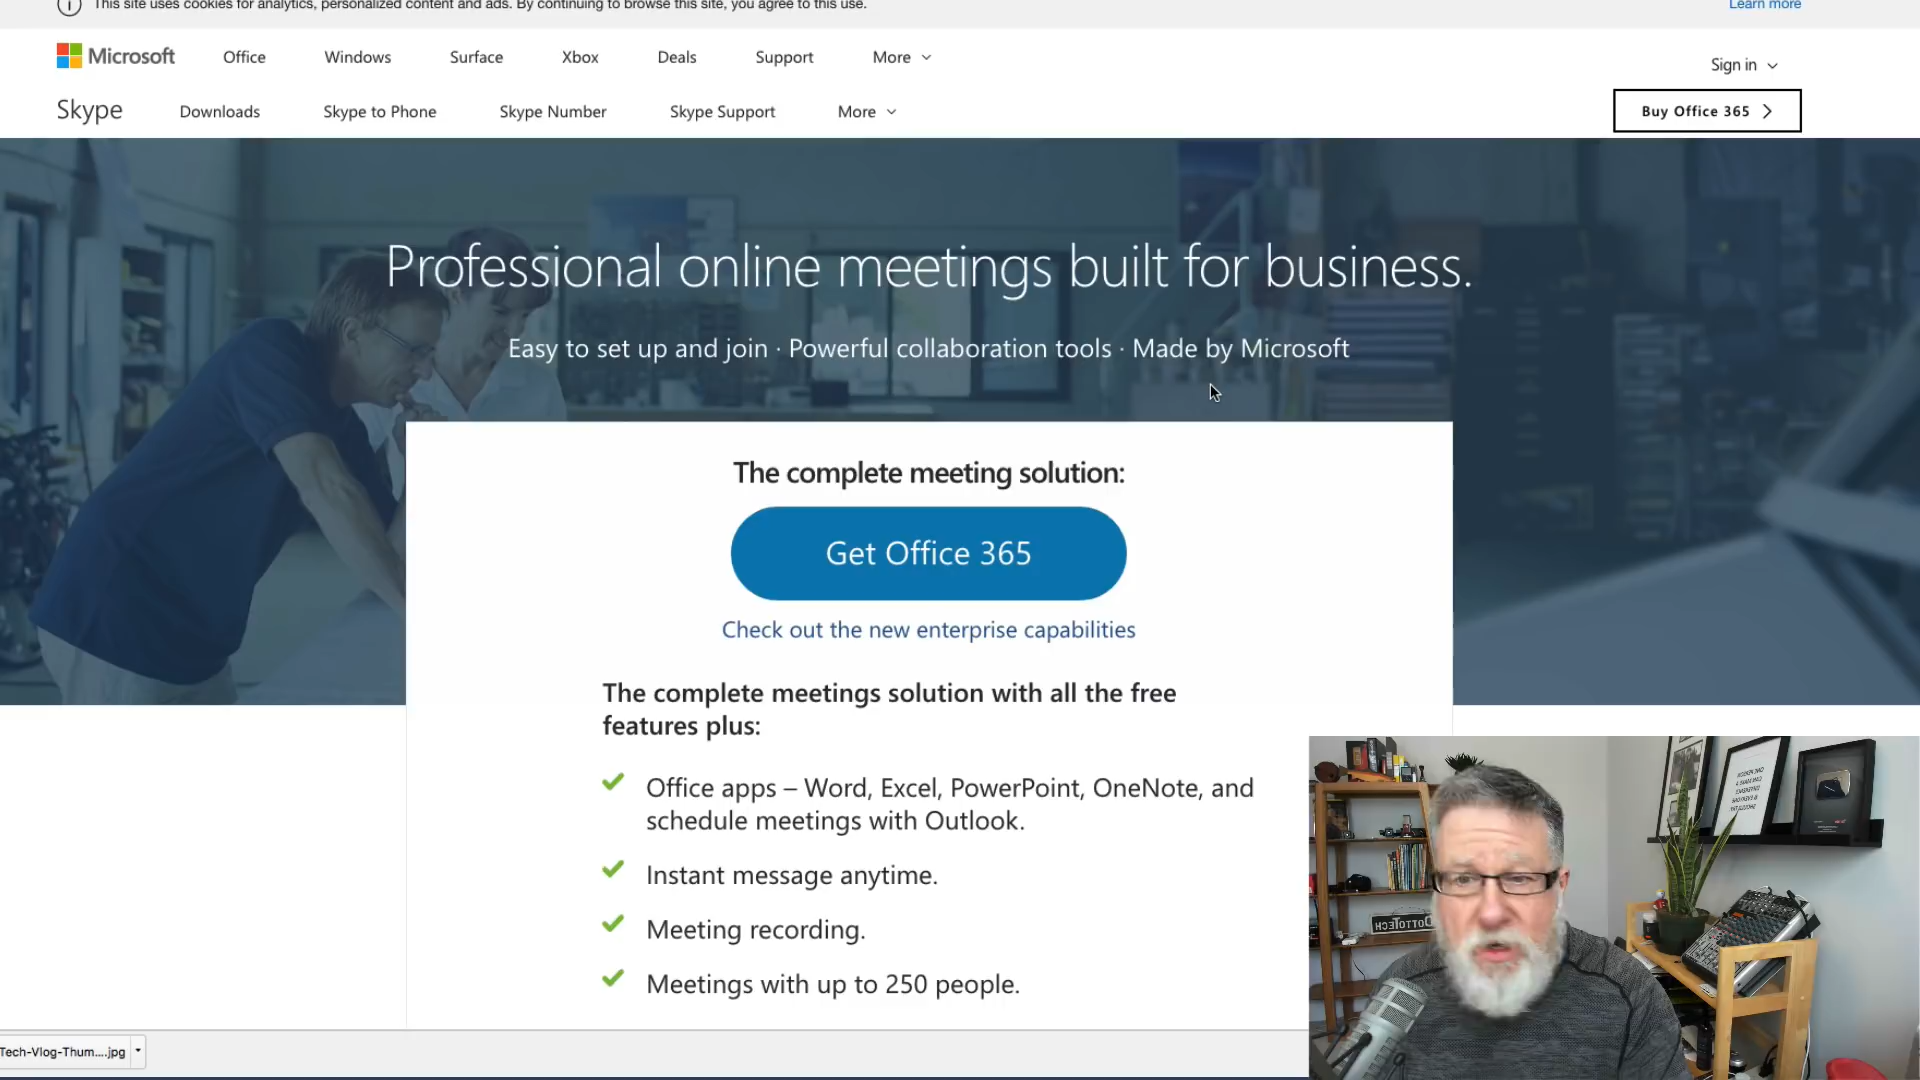 This site uses cookies for analytics, personalized content and ads. By continuing to browse this site, you agree to this use.
Learn more
Microsoft
Office
Windows
Surface
Xbox
Deals
Support
More
Sign in
Skype
Downloads
Skype to Phone
Skype Number
Skype Support
More
Buy Office 365
Professional online meetings built for business.
Easy to set up and join · Powerful collaboration tools · Made by Microsoft
The complete meeting solution:
Get Office 365
Check out the new enterprise capabilities
The complete meetings solution with all the free
features plus:
Office apps – Word, Excel, PowerPoint, OneNote, and
schedule meetings with Outlook.
Instant message anytime.
Meeting recording.
Meetings with up to 250 people.
DOTTOTECH
Tech-Vlog-Thum....jpg